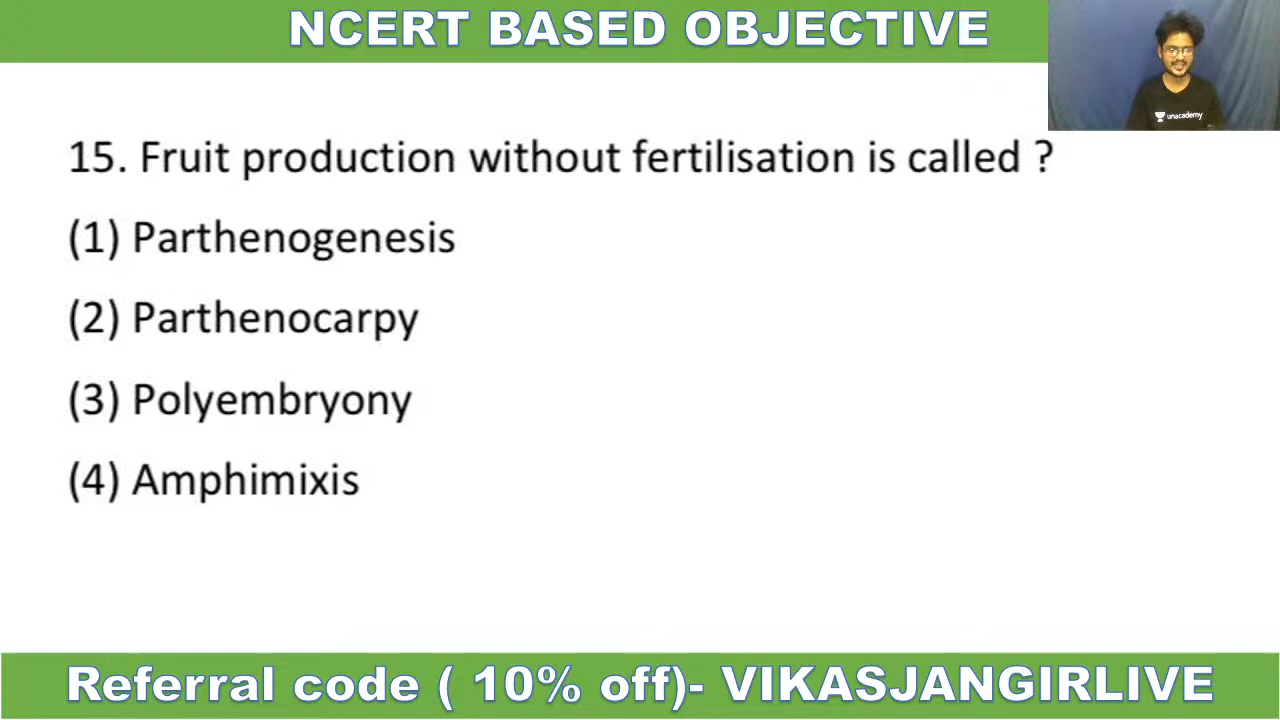 NCERT BASED OBJECTIVE
unacademy
15. Fruit production without fertilisation is called ?
(1) Parthenogenesis
(2) Parthenocarpy
(3) Polyembryony
(4) Amphimixis
Referral code ( 10% off)- VIKASJANGIRLIVE